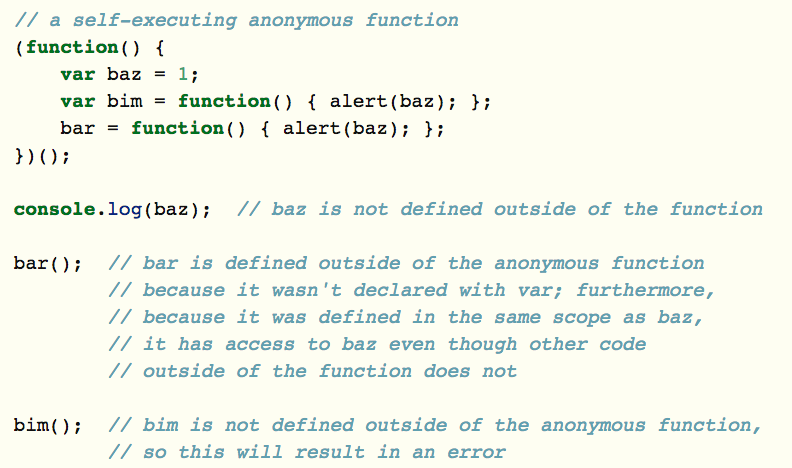 // a self-executing anonymous function
(function() {
    var baz = 1;
    var bim = function() { alert(baz); };
    bar = function() { alert(baz); };
})();

console.log(baz);  // baz is not defined outside of the function

bar();  // bar is defined outside of the anonymous function
        // because it wasn't declared with var; furthermore,
        // because it was defined in the same scope as baz,
        // it has access to baz even though other code
        // outside of the function does not

bim();  // bim is not defined outside of the anonymous function,
        // so this will result in an error